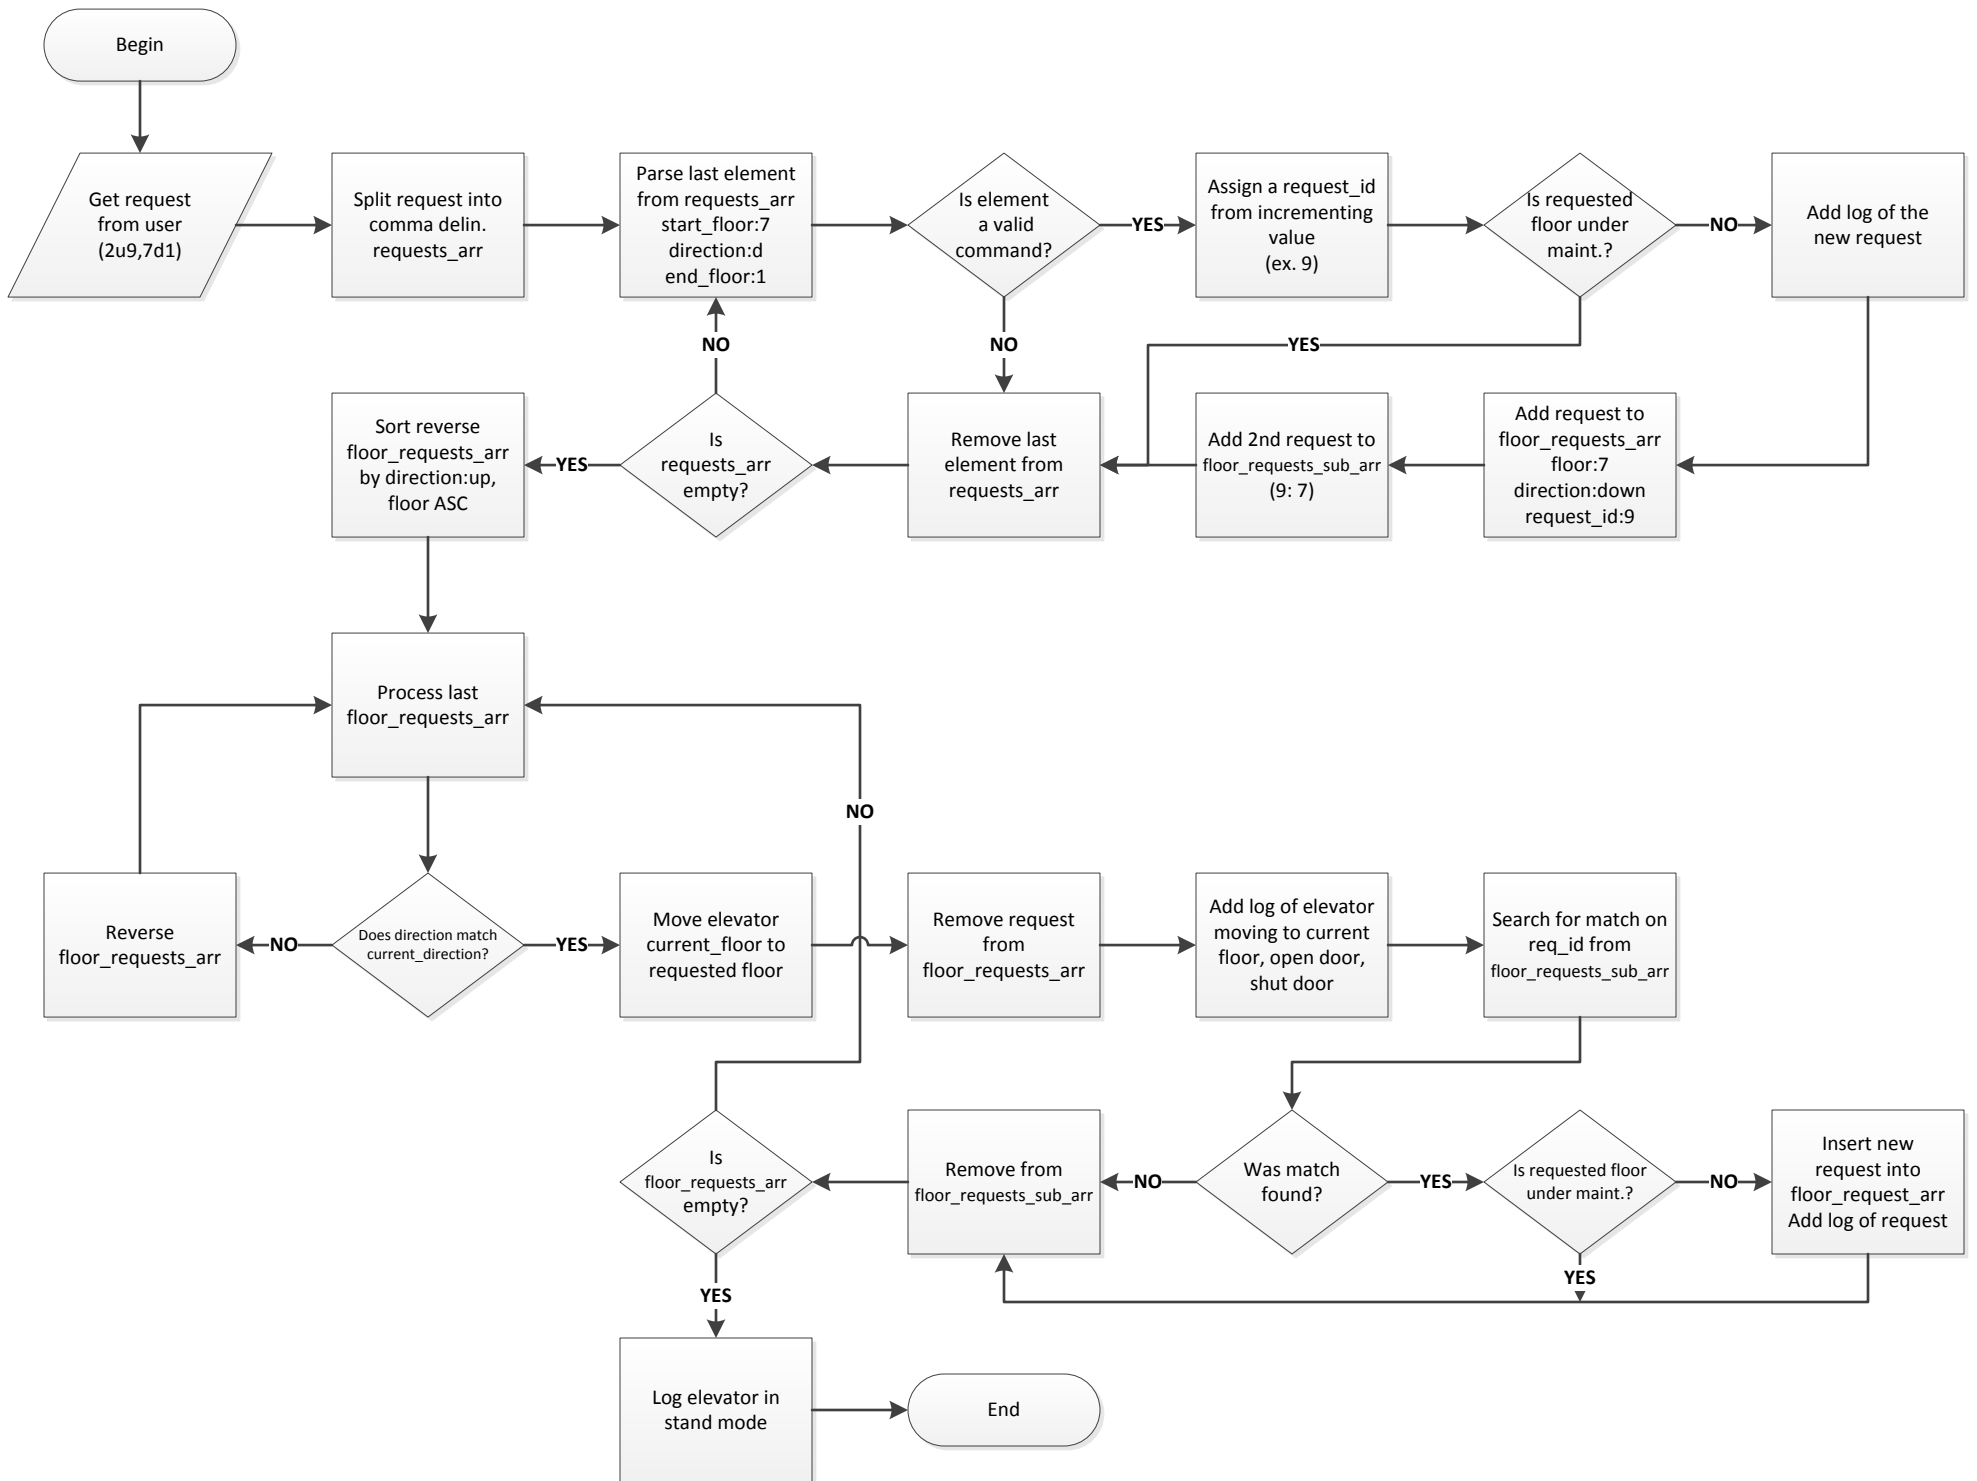 Begin
Get request
from user
(2u9,7d1)
Split request into
comma delin.
requests_arr
Parse last element
from requests_arr
start_floor:7
direction:d
end_floor:1
Is element
a valid
command?
YES
Assign a request_id
from incrementing
value
(ex. 9)
Is requested
floor under
maint.?
NO
Add log of the
new request
NO
NO
YES
Sort reverse
floor_requests_arr
by direction:up,
floor ASC
YES
Is
requests_arr
empty?
Remove last
element from
requests_arr
Add 2nd request to
floor_requests_sub_arr
(9: 7)
Add request to
floor_requests_arr
floor:7
direction:down
request_id:9
Process last
floor_requests_arr
NO
Reverse
floor_requests_arr
NO
Does direction match
current_direction?
YES
Move elevator
current_floor to
requested floor
Remove request
from
floor_requests_arr
Add log of elevator
moving to current
floor, open door,
shut door
Search for match on
req_id from
floor_requests_sub_arr
Is
floor_requests_arr
empty?
Remove from
floor_requests_sub_arr
NO
Was match
found?
YES
Is requested floor
under maint.?
NO
Insert new
request into
floor_request_arr
Add log of request
YES
YES
Log elevator in
stand mode
End